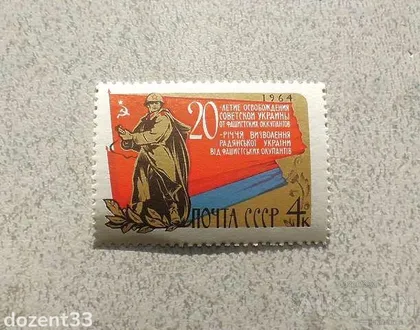 1964
20 -ЛЕТИЕ ОСВОБОЖДЕНИЯ
СОВЕТСКОЙ УКРАИНЫ
ОТ ФАШИСТСКИХ ОККУПАНТОВ
-РІЧЧЯ ВИЗВОЛЕННЯ
РАДЯНСЬКОЇ УКРАЇНИ
ВІД ФАШИСТСЬКИХ ОКУПАНТІВ
ПОЧТА СССР 4к
dozent33